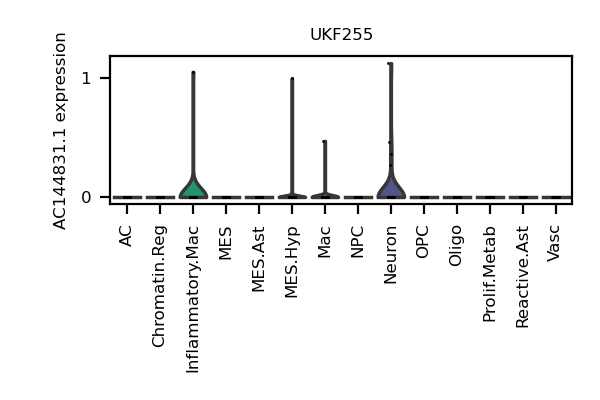 UKF255
AC144831.1 expression
1
0
AC
Chromatin.Reg
Inflammatory.Mac
MES
MES.Ast
MES.Hyp
Mac
NPC
Neuron
OPC
Oligo
Prolif.Metab
Reactive.Ast
Vasc